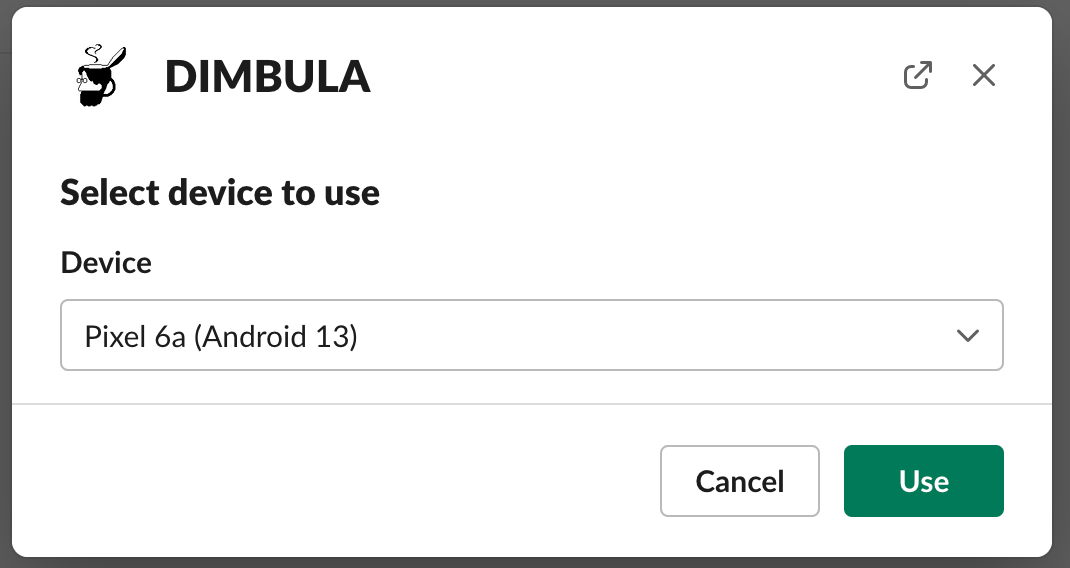 DIMBULA
Select device to use
Device
Pixel 6a (Android 13)
Cancel
Use